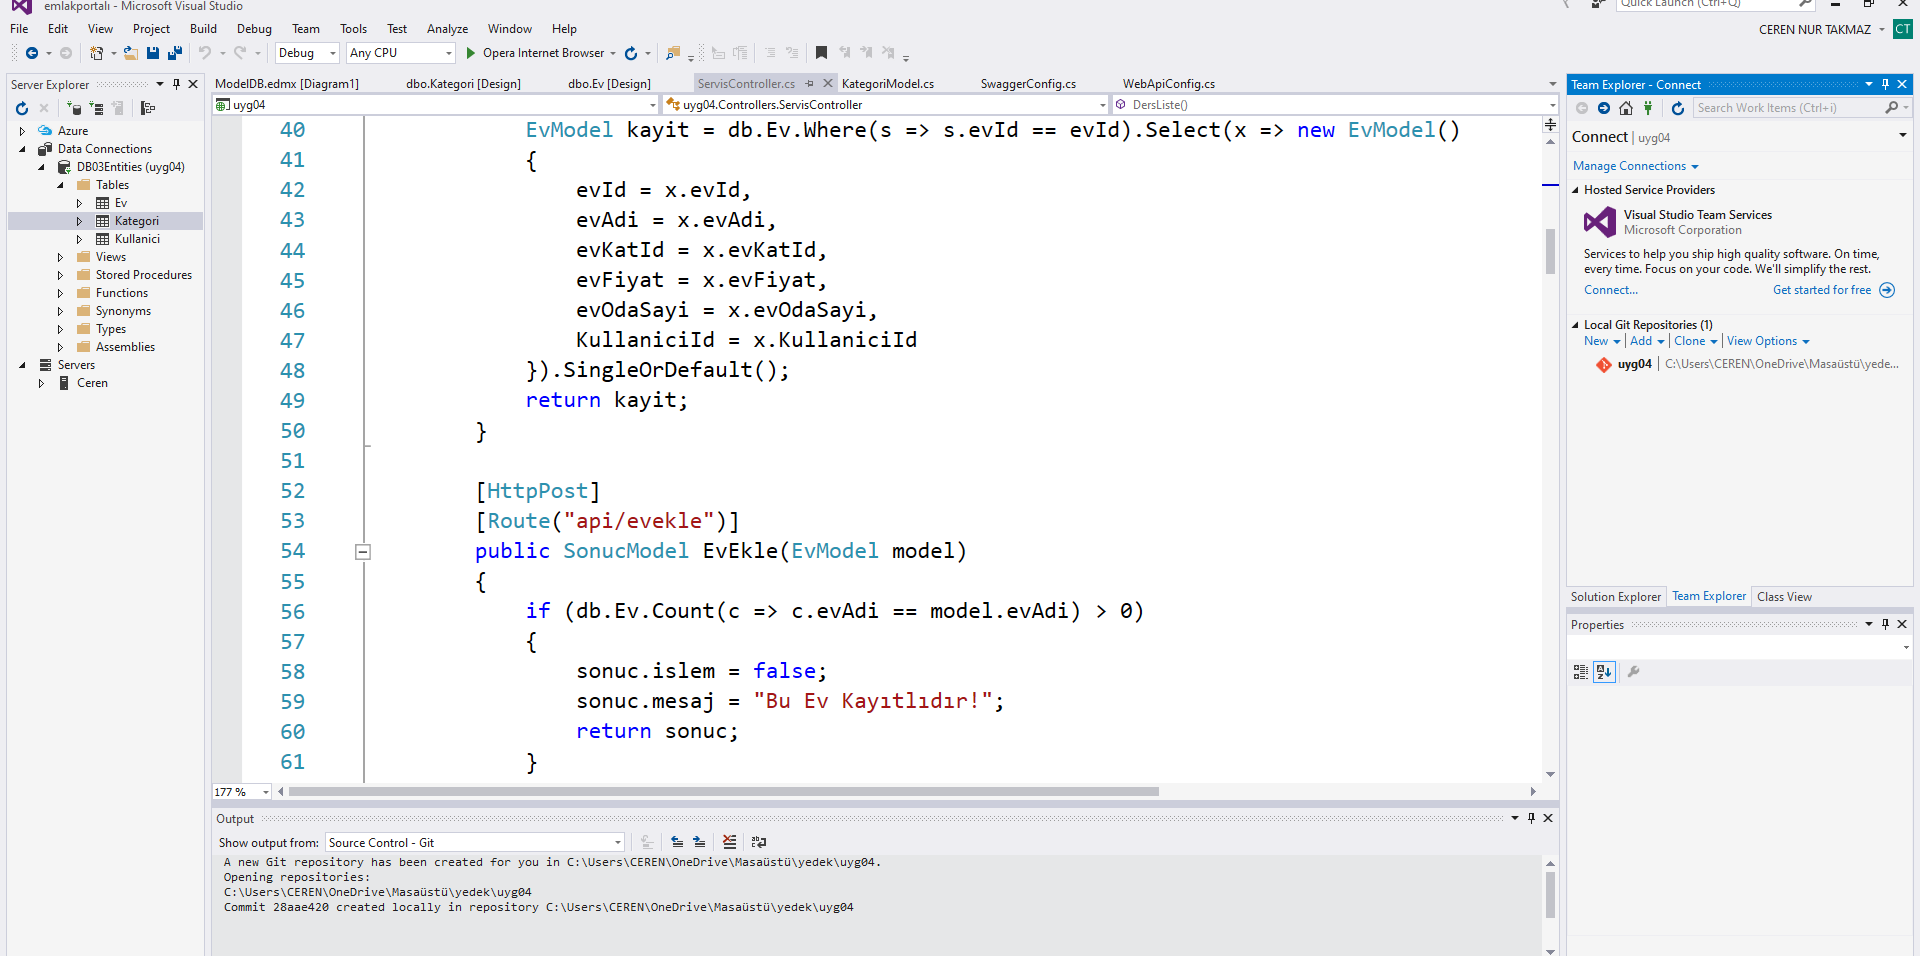 emlakportalı - Microsoft Visual Studio
Quick Launch (Ctrl+Q)
File Edit View Project Build Debug Team Tools Test Analyze Window Help
CEREN NUR TAKMAZ CT
Debug Any CPU Opera Internet Browser
Server Explorer
Azure
Data Connections
DB03Entities (uyg04)
Tables
Ev
Kategori
Kullanici
Views
Stored Procedures
Functions
Synonyms
Types
Assemblies
Servers
Ceren
ModelDB.edmx [Diagram1] dbo.Kategori [Design] dbo.Ev [Design] ServisController.cs KategoriModel.cs SwaggerConfig.cs WebApiConfig.cs
uyg04 uyg04.Controllers.ServisController DersListe()
40 EvModel kayit = db.Ev.Where(s => s.evId == evId).Select(x => new EvModel()
41 {
42 evId = x.evId,
43 evAdi = x.evAdi,
44 evKatId = x.evKatId,
45 evFiyat = x.evFiyat,
46 evOdaSayi = x.evOdaSayi,
47 KullaniciId = x.KullaniciId
48 }).SingleOrDefault();
49 return kayit;
50 }
51
52 [HttpPost]
53 [Route("api/evekle")]
54 public SonucModel EvEkle(EvModel model)
55 {
56 if (db.Ev.Count(c => c.evAdi == model.evAdi) > 0)
57 {
58 sonuc.islem = false;
59 sonuc.mesaj = "Bu Ev Kayıtlıdır!";
60 return sonuc;
61 }
177 %
Output
Show output from: Source Control - Git
A new Git repository has been created for you in C:\Users\CEREN\OneDrive\Masaüstü\yedek\uyg04.
Opening repositories:
C:\Users\CEREN\OneDrive\Masaüstü\yedek\uyg04
Commit 28aae420 created locally in repository C:\Users\CEREN\OneDrive\Masaüstü\yedek\uyg04
Team Explorer - Connect
Search Work Items (Ctrl+i)
Connect | uyg04
Manage Connections
Hosted Service Providers
Visual Studio Team Services
Microsoft Corporation
Services to help you ship high quality software. On time,
every time. Focus on your code. We'll simplify the rest.
Connect... Get started for free
Local Git Repositories (1)
New | Add | Clone | View Options
uyg04 | C:\Users\CEREN\OneDrive\Masaüstü\yede...
Solution Explorer Team Explorer Class View
Properties